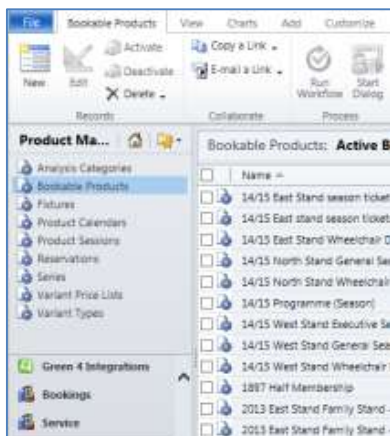 File Bookable Products View Charts Add Customize
New
Edit
Activate
Deactivate
Delete
Copy a Link
E-mail a Link
Run Workflow
Start Dialog
Records Collaborate Process
Product Ma...
Analysis Categories
Bookable Products
Fixtures
Product Calendars
Product Sessions
Reservations
Series
Variant Price Lists
Variant Types
Green 4 Integrations
Bookings
Service
Bookable Products: Active B
Name
14/15 East Stand season ticket
14/15 East stand season ticket
14/15 East Stand Wheelchair D
14/15 North Stand General Sea
14/15 North Stand Wheelchair
14/15 Programme (Season)
14/15 West Stand Executive Se
14/15 West Stand General Sea
14/15 West Stand Wheelchair
1897 Half Membership
2013 East Stand Family Stand -
2013 East Stand Family Stand -